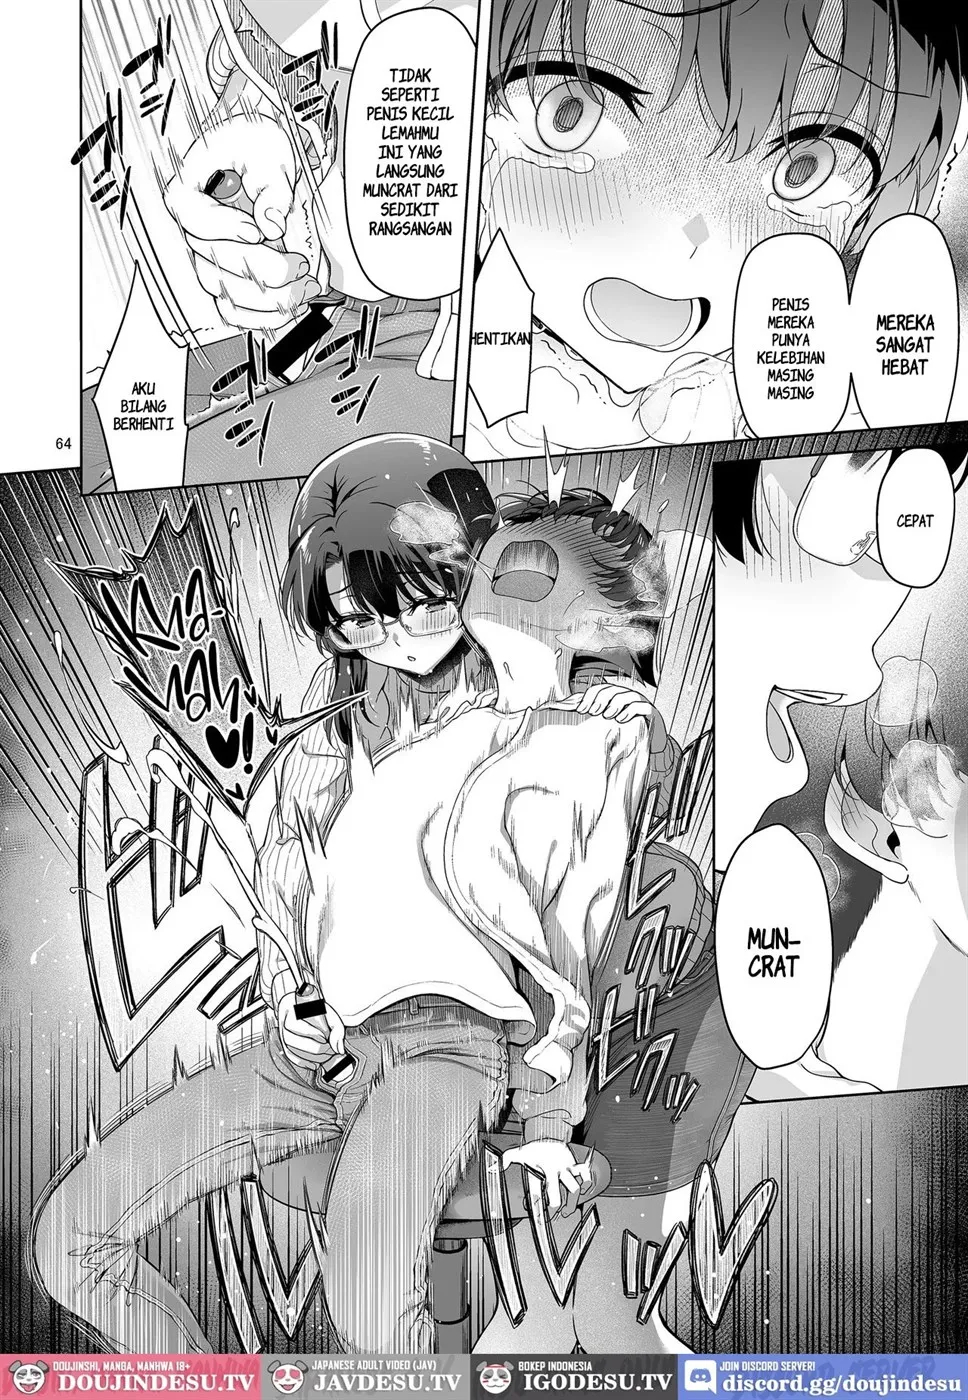 MEREKA
SANGAT
HEBAT
PENIS
MEREKA
PUNYA
KELEBIHAN
MASING
MASING
HENTIKAN
TIDAK
SEPERTI
PENIS KECIL
LEMAHMU
INI YANG
LANGSUNG
MUNCRAT DARI
SEDIKIT
RANGSANGAN
AKU
BILANG
BERHENTI
64
CEPAT
MUN-
CRAT
DOUJINSHI, MANGA, MANHWA 18+
DOUJINDESU.TV
JAPANESE ADULT VIDEO (JAV)
JAVDESU.TV
BOKEP INDONESIA
IGODESU.TV
JOIN DISCORD SERVER!
discord.gg/doujindesu